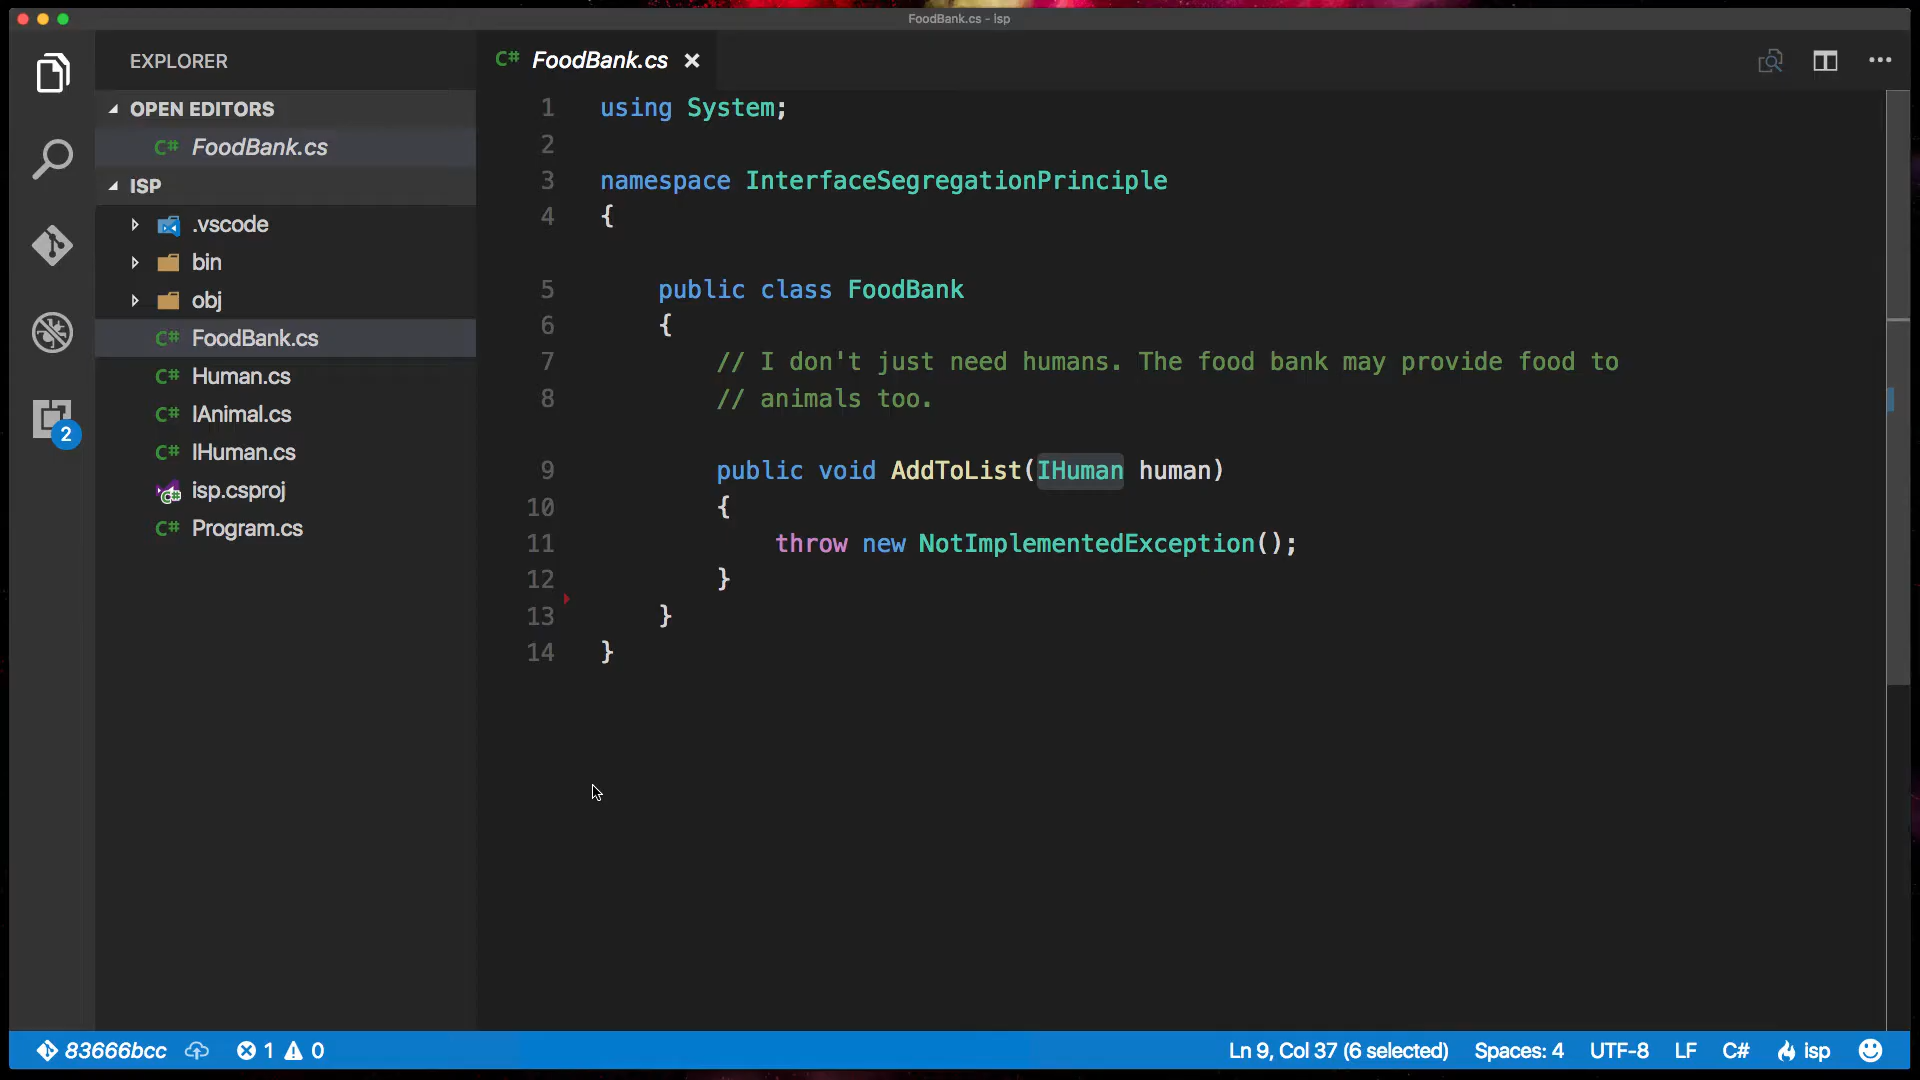 FoodBank.cs - isp
EXPLORER
OPEN EDITORS
C# FoodBank.cs
ISP
.vscode
bin
obj
C# FoodBank.cs
C# Human.cs
C# IAnimal.cs
C# IHuman.cs
isp.csproj
C# Program.cs
2
C# FoodBank.cs
1 using System;
2
3 namespace InterfaceSegregationPrinciple
4 {
5 public class FoodBank
6 {
7 // I don't just need humans. The food bank may provide food to
8 // animals too.
9 public void AddToList(IHuman human)
10 {
11 throw new NotImplementedException();
12 }
13 }
14 }
83666bcc 1 0 Ln 9, Col 37 (6 selected) Spaces: 4 UTF-8 LF C# isp